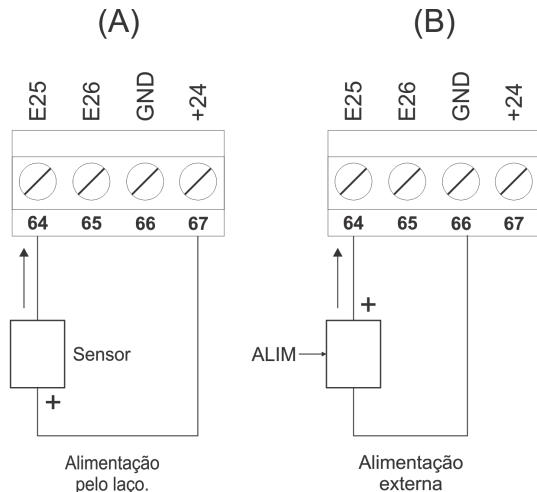 (A)
E25 E26 GND +24
64 65 66 67
+
Sensor
Alimentação
pelo laço.
(B)
E25 E26 GND +24
64 65 66 67
+
ALIM
Alimentação
externa